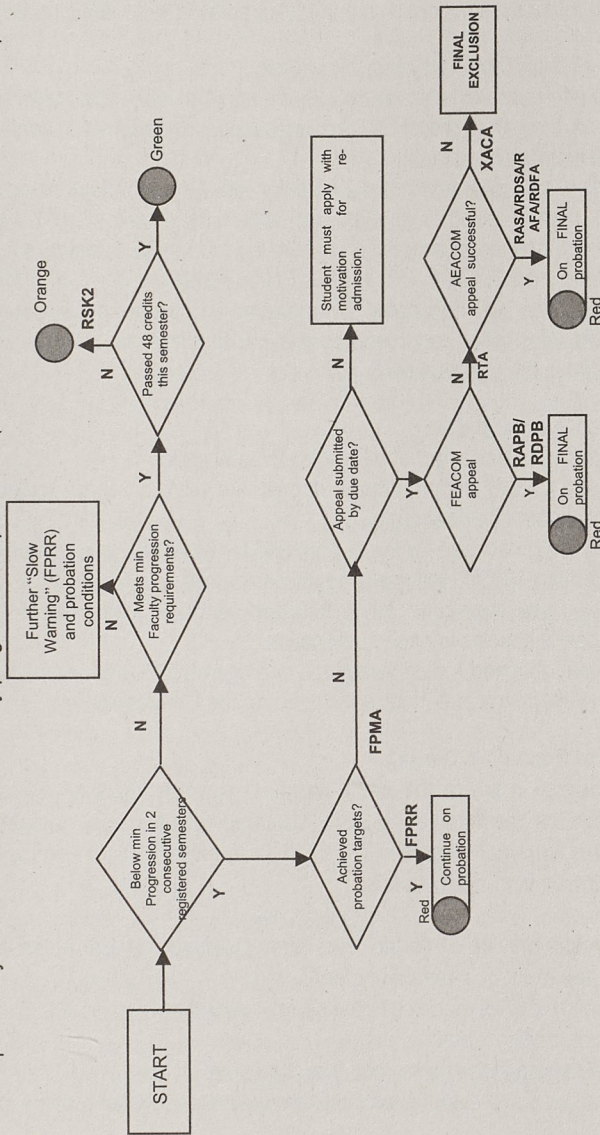 START
Below min
Progression in 2
consecutive
registered semesters
N
Y
Meets min
Faculty progression
requirements?
N
Further “Slow
Warning” (FPRR)
and probation
conditions
Y
Passed 48 credits
this semester?
N
RSK2
Orange
Y
Green
Achieved
probation targets?
Y
FPRR
Red
Continue on
probation
N
FPMA
Appeal submitted
by due date?
N
Student must apply with
motivation for re-
admission.
Y
FEACOM
appeal
Y
RAPB/
RDPB
On FINAL
probation
Red
N
RTA
AEACOM
appeal successful?
Y
RASA/RDSA/R
AFA/RDFA
On FINAL
probation
Red
N
XACA
FINAL
EXCLUSION